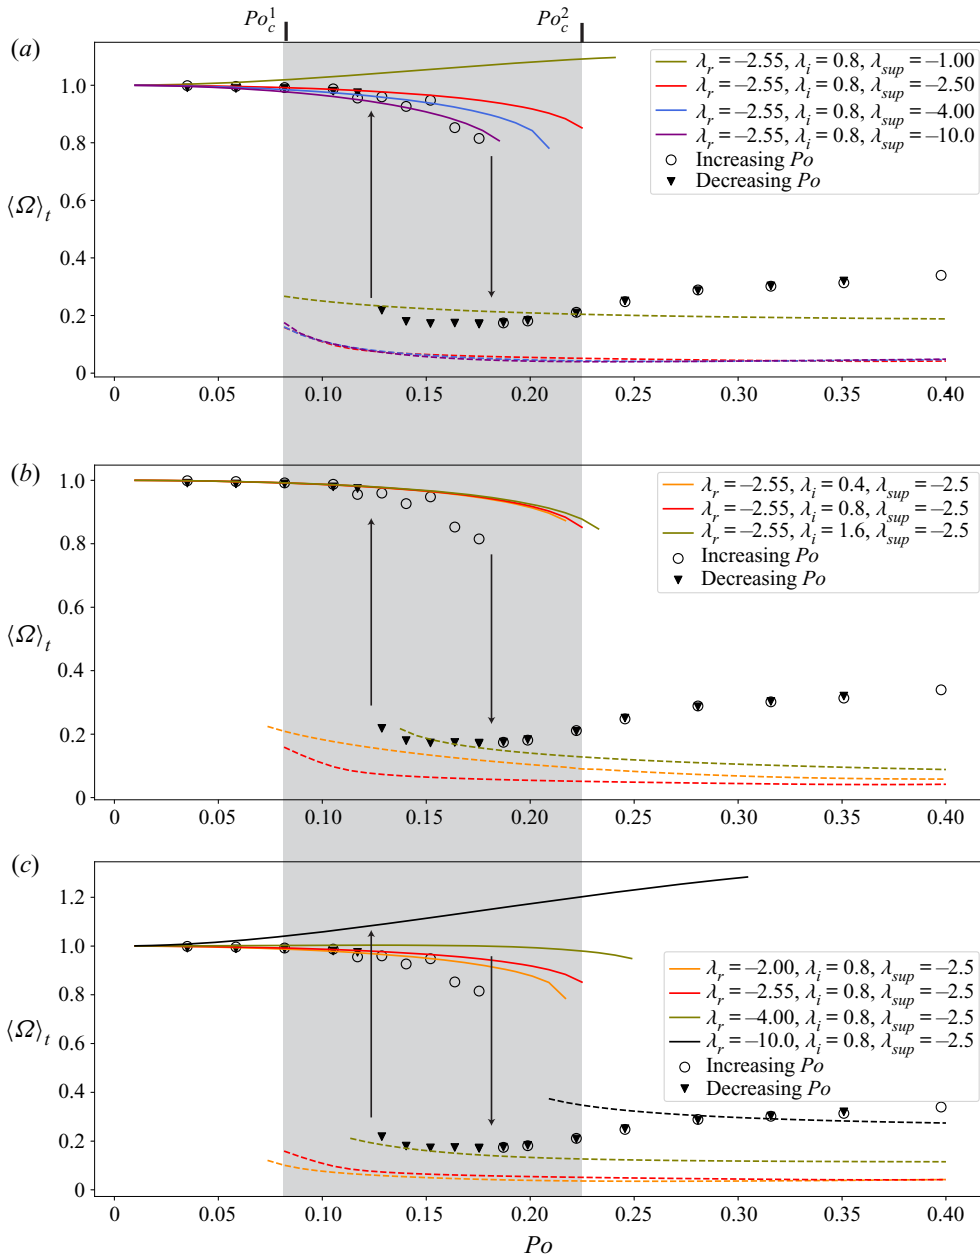 Po_c^1 Po_c^2
(a)
λ_r = −2.55, λ_i = 0.8, λ_sup = −1.00
λ_r = −2.55, λ_i = 0.8, λ_sup = −2.50
λ_r = −2.55, λ_i = 0.8, λ_sup = −4.00
λ_r = −2.55, λ_i = 0.8, λ_sup = −10.0
Increasing Po
Decreasing Po
1.0
0.8
0.6
0.4
0.2
0
⟨Ω⟩_t
0 0.05 0.10 0.15 0.20 0.25 0.30 0.35 0.40
(b)
λ_r = −2.55, λ_i = 0.4, λ_sup = −2.5
λ_r = −2.55, λ_i = 0.8, λ_sup = −2.5
λ_r = −2.55, λ_i = 1.6, λ_sup = −2.5
Increasing Po
Decreasing Po
1.0
0.8
0.6
0.4
0.2
0
⟨Ω⟩_t
0 0.05 0.10 0.15 0.20 0.25 0.30 0.35 0.40
(c)
λ_r = −2.00, λ_i = 0.8, λ_sup = −2.5
λ_r = −2.55, λ_i = 0.8, λ_sup = −2.5
λ_r = −4.00, λ_i = 0.8, λ_sup = −2.5
λ_r = −10.0, λ_i = 0.8, λ_sup = −2.5
Increasing Po
Decreasing Po
1.2
1.0
0.8
0.6
0.4
0.2
0
⟨Ω⟩_t
0 0.05 0.10 0.15 0.20 0.25 0.30 0.35 0.40
Po